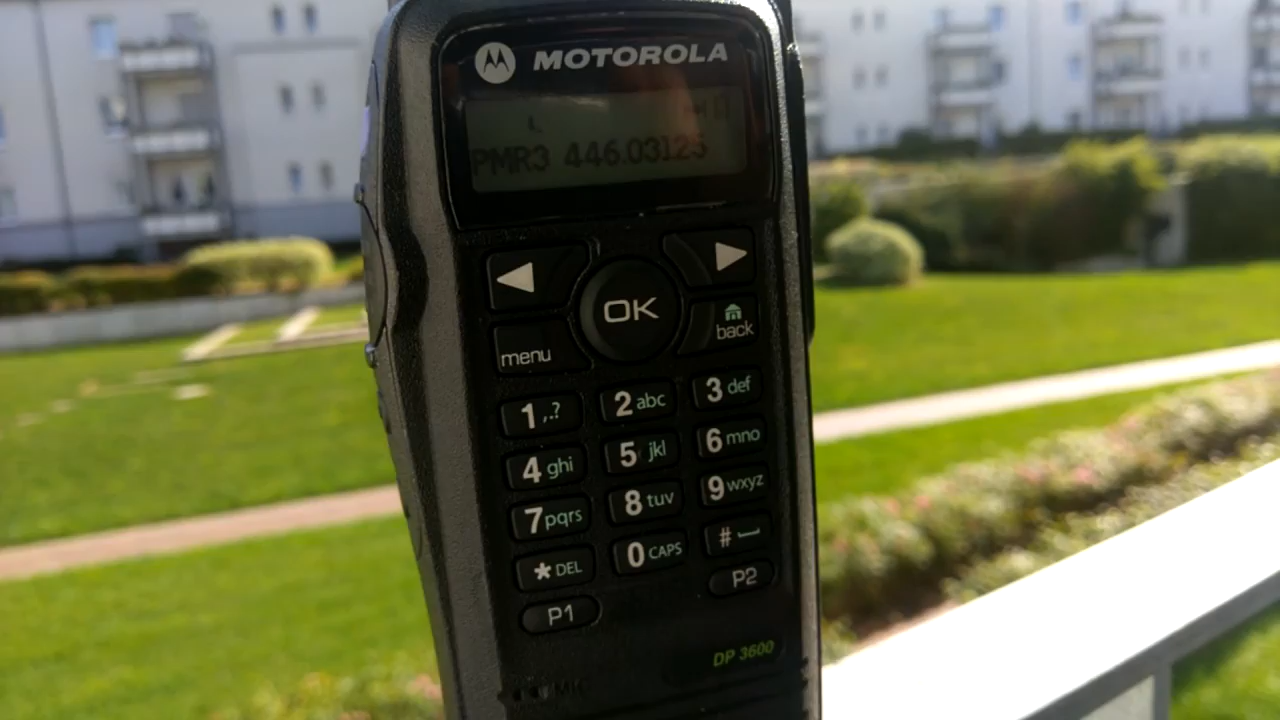 MOTOROLA
L
PMR3 446.03125
OK
menu
back
1,.?
2abc
3def
4ghi
5jkl
6mno
7pqrs
8tuv
9wxyz
*DEL
0CAPS
#
P1
P2
DP 3600
MIC